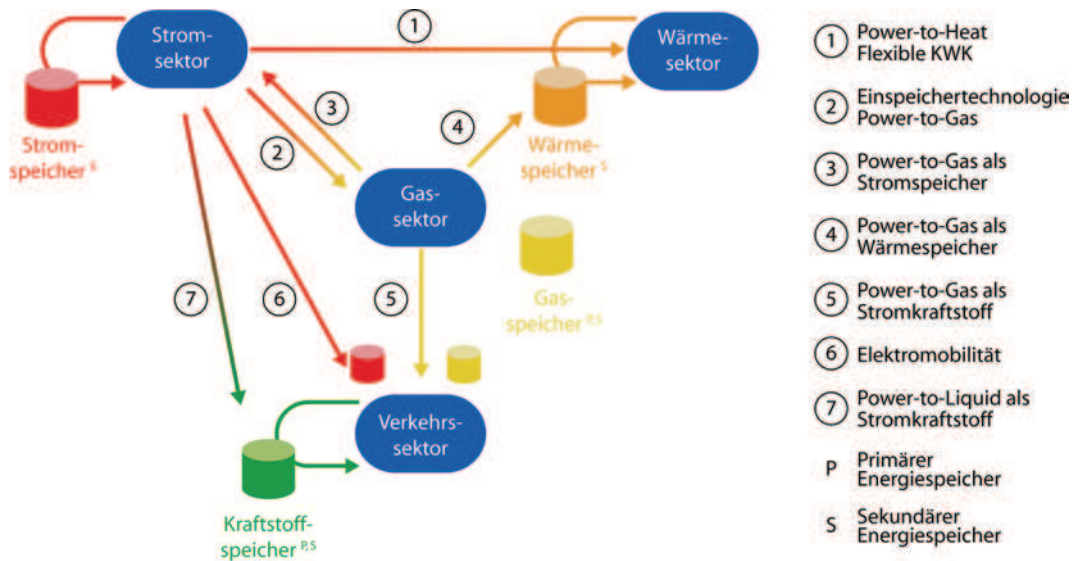 Strom-
sektor
1
Wärme-
sektor
Strom-
speicher S
3
2
4
Wärme-
speicher S
Gas-
sektor
7
6
5
Gas-
speicher P,S
Verkehrs-
sektor
Kraftstoff-
speicher P,S
1 Power-to-Heat
Flexible KWK
2 Einspeichertechnologie
Power-to-Gas
3 Power-to-Gas als
Stromspeicher
4 Power-to-Gas als
Wärmespeicher
5 Power-to-Gas als
Stromkraftstoff
6 Elektromobilität
7 Power-to-Liquid als
Stromkraftstoff
P Primärer
Energiespeicher
S Sekundärer
Energiespeicher